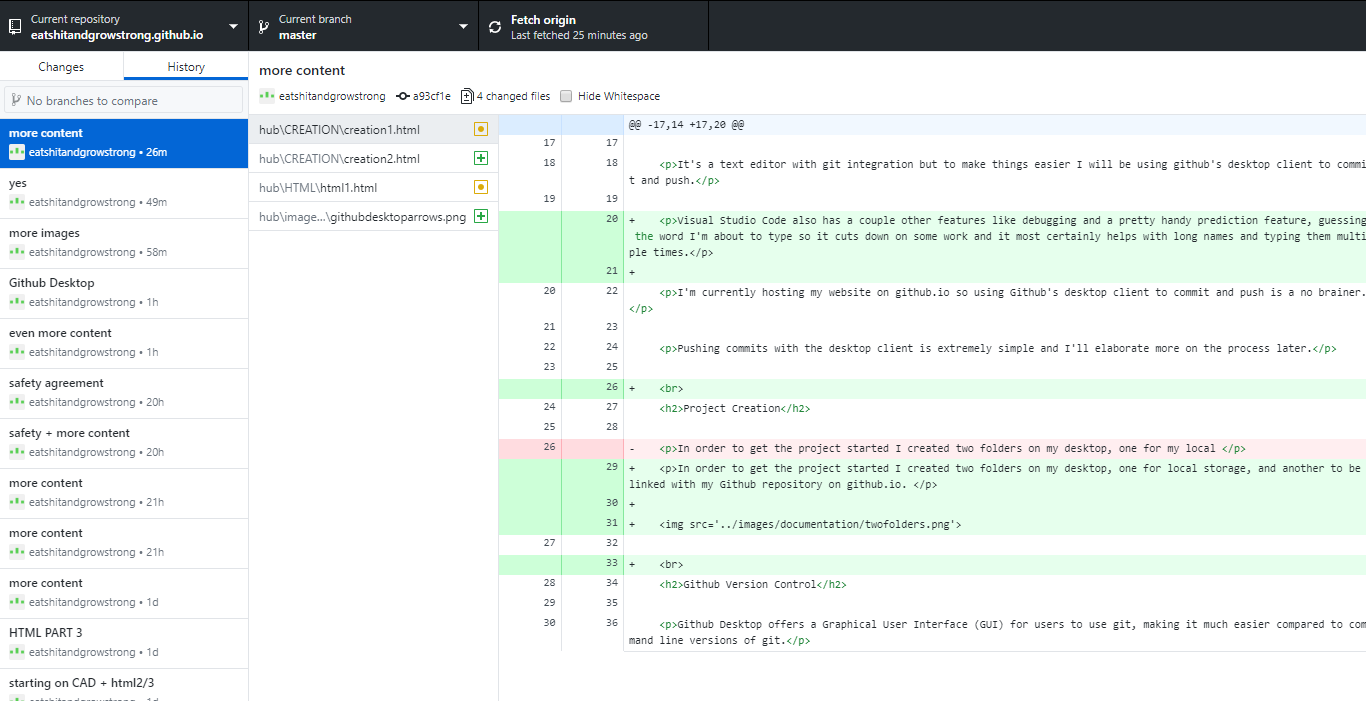 Current repository
eatshitandgrowstrong.github.io
Current branch
master
Fetch origin
Last fetched 25 minutes ago
Changes
History
No branches to compare
more content
eatshitandgrowstrong • 26m
yes
eatshitandgrowstrong • 49m
more images
eatshitandgrowstrong • 58m
Github Desktop
eatshitandgrowstrong • 1h
even more content
eatshitandgrowstrong • 1h
safety agreement
eatshitandgrowstrong • 20h
safety + more content
eatshitandgrowstrong • 20h
more content
eatshitandgrowstrong • 21h
more content
eatshitandgrowstrong • 21h
more content
eatshitandgrowstrong • 1d
HTML PART 3
eatshitandgrowstrong • 1d
starting on CAD + html2/3
eatshitandgrowstrong • 1d
more content
eatshitandgrowstrong a93cf1e 4 changed files Hide Whitespace
hub\CREATION\creation1.html
hub\CREATION\creation2.html
hub\HTML\html1.html
hub\image...\githubdesktoparrows.png
@@ -17,14 +17,20 @@
17 17
18 18 <p>It's a text editor with git integration but to make things easier I will be using github's desktop client to commi
t and push.</p>
19 19
20 + <p>Visual Studio Code also has a couple other features like debugging and a pretty handy prediction feature, guessing
the word I'm about to type so it cuts down on some work and it most certainly helps with long names and typing them multi
ple times.</p>
21 +
20 22 <p>I'm currently hosting my website on github.io so using Github's desktop client to commit and push is a no brainer.
</p>
21 23
22 24 <p>Pushing commits with the desktop client is extremely simple and I'll elaborate more on the process later.</p>
23 25
26 + <br>
24 27 <h2>Project Creation</h2>
25 28
26 - <p>In order to get the project started I created two folders on my desktop, one for my local </p>
29 + <p>In order to get the project started I created two folders on my desktop, one for local storage, and another to be
linked with my Github repository on github.io. </p>
30 +
31 + <img src='../images/documentation/twofolders.png'>
27 32
33 + <br>
28 34 <h2>Github Version Control</h2>
29 35
30 36 <p>Github Desktop offers a Graphical User Interface (GUI) for users to use git, making it much easier compared to com
mand line versions of git.</p>